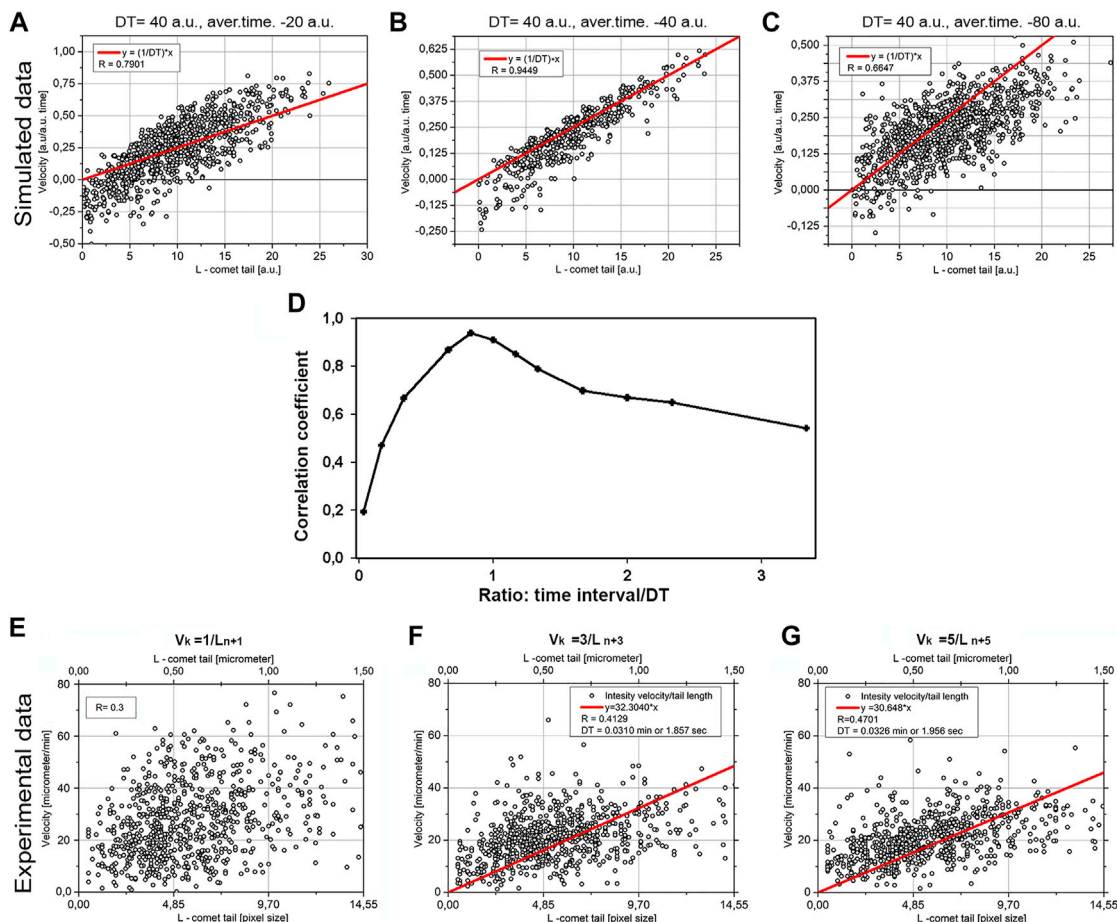 A
DT= 40 a.u., aver.time. -20 a.u.
B
DT= 40 a.u., aver.time. -40 a.u.
C
DT= 40 a.u., aver.time. -80 a.u.
Simulated data
Velocity [a.u/a.u. time]
1,00
0,75
0,50
0,25
0,00
-0,25
-0,50
y = (1/DT)*x
R = 0.7901
0
5
10
15
20
25
30
L - comet tail [a.u.]
Velocity [a.u/a.u. time]
0,625
0,500
0,375
0,250
0,125
0,000
-0,125
-0,250
y = (1/DT)*x
R = 0.9449
0
5
10
15
20
25
L - comet tail [a.u.]
Velocity [a.u/a.u. time]
0,500
0,375
0,250
0,125
0,000
-0,125
y = (1/DT)*x
R = 0.6647
0
5
10
15
20
25
L - comet tail [a.u.]
D
Correlation coefficient
1,0
0,8
0,6
0,4
0,2
0,0
0
1
2
3
Ratio: time interval/DT
Experimental data
E
Vk =1/Ln+1
L - comet tail [micrometer]
0,00
0,50
1,00
1,50
Velocity [micrometer/min]
80
60
40
20
0,0
R= 0.3
0,00
4,85
9,70
14,55
L - comet tail [pixel size]
F
Vk =3/L n+3
L - comet tail [micrometer]
0,00
0,53
1,00
1,50
Velocity [micrometer/min]
80
60
40
20
0
Intesity velocity/tail length
y=32.3040*x
R = 0.4129
DT = 0.0310 min or 1.857 sec
0,00
4,85
9,70
14,55
L - comet tail [pixel size]
G
Vk =5/L n+5
L - comet tail [micrometer]
0,00
0,50
1,00
1,50
Velocity [micrometer/min]
80
60
40
20
0
Intesity velocity/tail length
y =30.648*x
R=0.4701
DT = 0.0326 min or 1.956 sec
0,00
4,85
9,70
14,55
L - comet tail [pixel size]